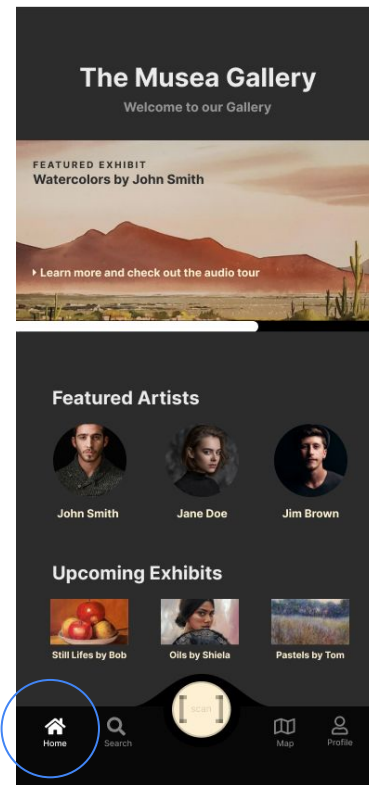 The Musea Gallery
Welcome to our Gallery
FEATURED EXHIBIT
Watercolors by John Smith
Learn more and check out the audio tour
Featured Artists
John Smith Jane Doe Jim Brown
Upcoming Exhibits
Still Lifes by Bob Oils by Shiela Pastels by Tom
scan
Home Search Map Profile